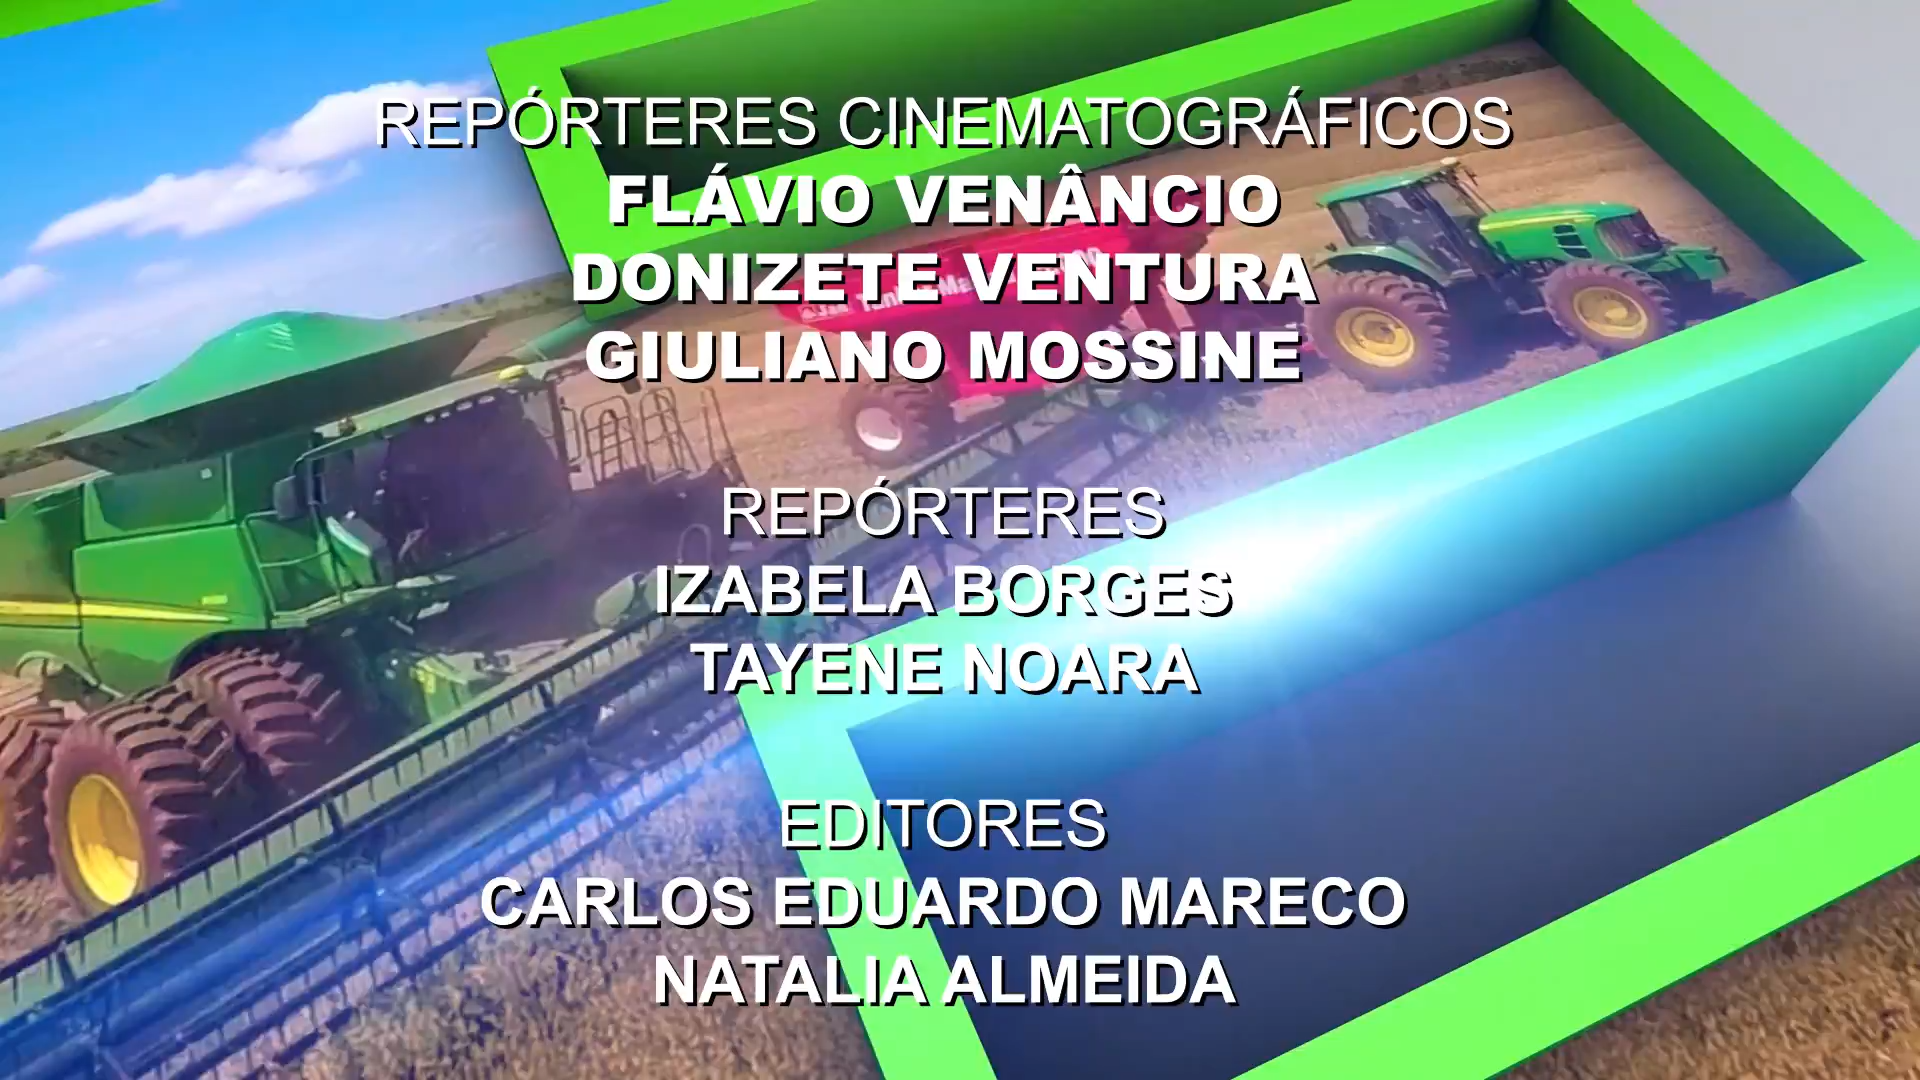 REPÓRTERES CINEMATOGRÁFICOS
FLÁVIO VENÂNCIO
DONIZETE VENTURA
GIULIANO MOSSINE
REPÓRTERES
IZABELA BORGES
TAYENE NOARA
EDITORES
CARLOS EDUARDO MARECO
NATALIA ALMEIDA